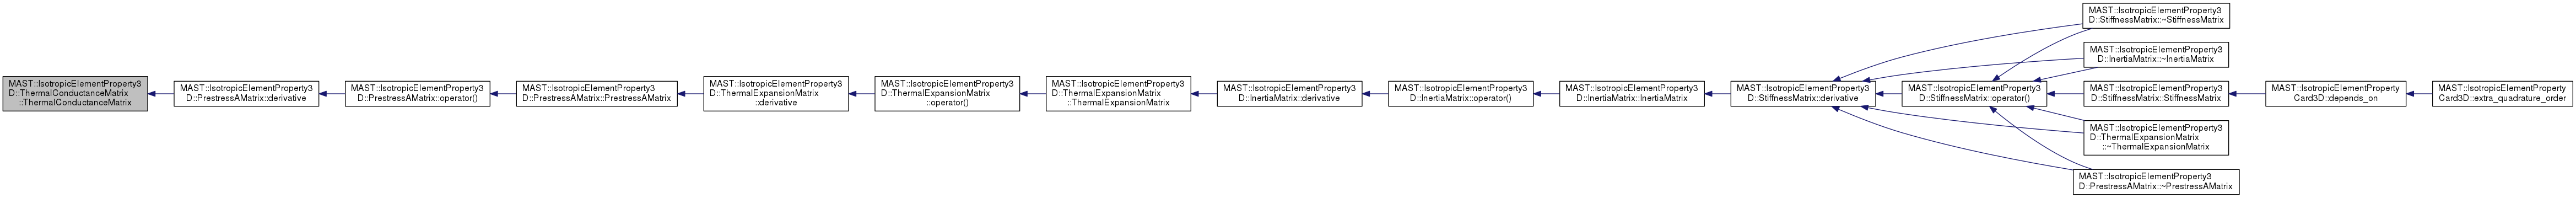 MAST::IsotropicElementProperty3
D::ThermalConductanceMatrix
::ThermalConductanceMatrix
MAST::IsotropicElementProperty3
D::PrestressAMatrix::derivative
MAST::IsotropicElementProperty3
D::PrestressAMatrix::operator()
MAST::IsotropicElementProperty3
D::PrestressAMatrix::PrestressAMatrix
MAST::IsotropicElementProperty3
D::ThermalExpansionMatrix
::derivative
MAST::IsotropicElementProperty3
D::ThermalExpansionMatrix
::operator()
MAST::IsotropicElementProperty3
D::ThermalExpansionMatrix
::ThermalExpansionMatrix
MAST::IsotropicElementProperty3
D::InertiaMatrix::derivative
MAST::IsotropicElementProperty3
D::InertiaMatrix::operator()
MAST::IsotropicElementProperty3
D::InertiaMatrix::InertiaMatrix
MAST::IsotropicElementProperty3
D::StiffnessMatrix::derivative
MAST::IsotropicElementProperty3
D::StiffnessMatrix::operator()
MAST::IsotropicElementProperty3
D::StiffnessMatrix::~StiffnessMatrix
MAST::IsotropicElementProperty3
D::InertiaMatrix::~InertiaMatrix
MAST::IsotropicElementProperty3
D::StiffnessMatrix::StiffnessMatrix
MAST::IsotropicElementProperty3
D::ThermalExpansionMatrix
::~ThermalExpansionMatrix
MAST::IsotropicElementProperty3
D::PrestressAMatrix::~PrestressAMatrix
MAST::IsotropicElementProperty
Card3D::depends_on
MAST::IsotropicElementProperty
Card3D::extra_quadrature_order